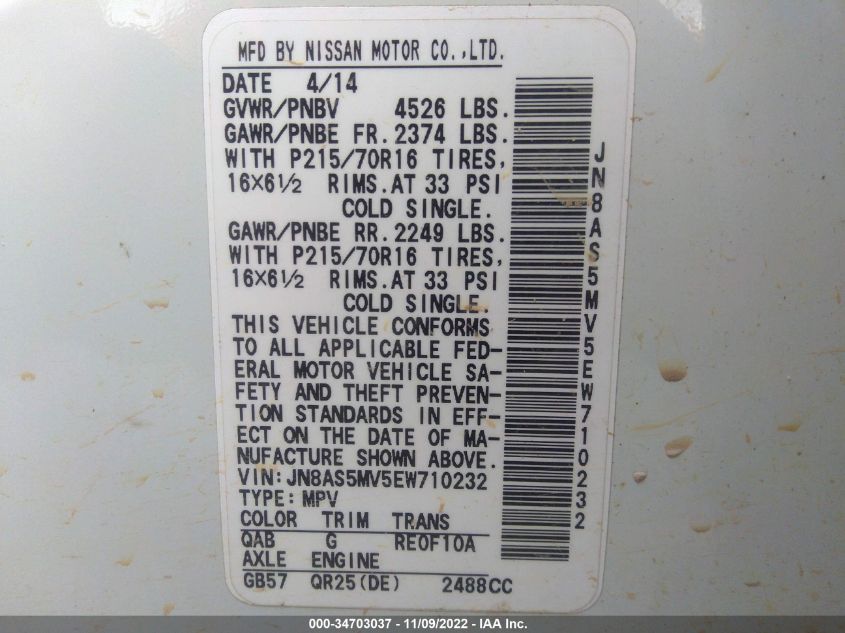 MFD BY NISSAN MOTOR CO.,LTD.
DATE 4/14
GVWR/PNBV 4526 LBS.
GAWR/PNBE FR. 2374 LBS.
WITH P215/70R16 TIRES,
16×6½ RIMS. AT 33 PSI
COLD SINGLE.
GAWR/PNBE RR. 2249 LBS.
WITH P215/70R16 TIRES,
16×6½ RIMS. AT 33 PSI
COLD SINGLE.
THIS VEHICLE CONFORMS
TO ALL APPLICABLE FED-
ERAL MOTOR VEHICLE SA-
FETY AND THEFT PREVEN-
TION STANDARDS IN EFF-
ECT ON THE DATE OF MA-
NUFACTURE SHOWN ABOVE.
VIN: JN8AS5MV5EW710232
TYPE: MPV
COLOR TRIM TRANS
QAB G RE0F10A
AXLE ENGINE
GB57 QR25(DE) 2488CC
JN8AS5MV5EW710232
000-34703037 - 11/09/2022 - IAA Inc.